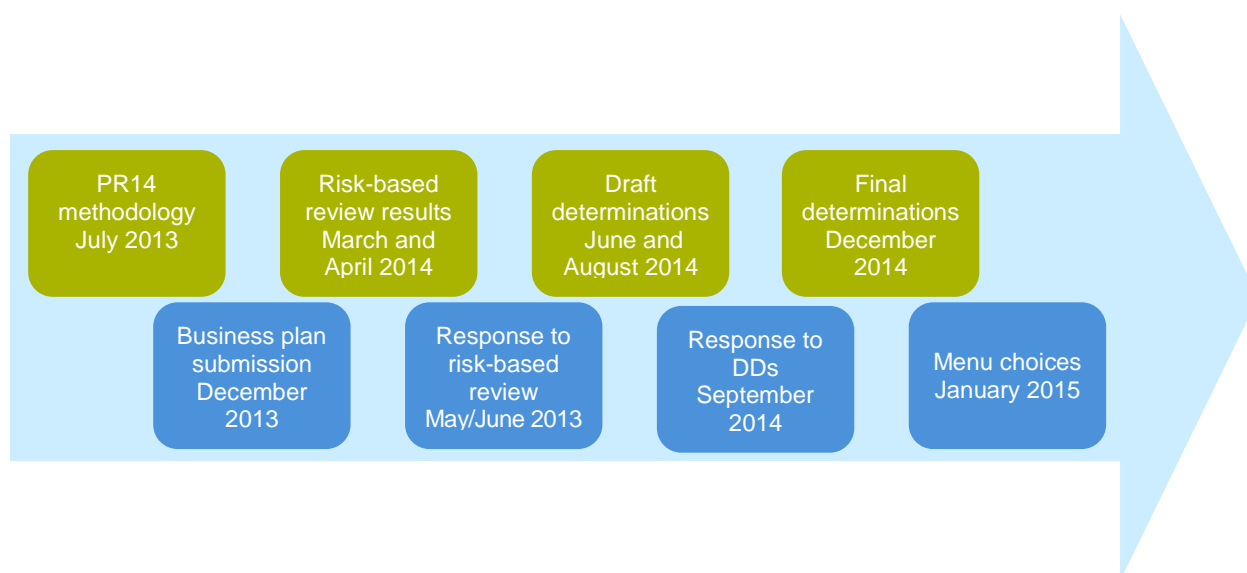 PR14
methodology
July 2013
Risk-based
review results
March and
April 2014
Draft
determinations
June and
August 2014
Final
determinations
December
2014
Business plan
submission
December
2013
Response to
risk-based
review
May/June 2013
Response to
DDs
September
2014
Menu choices
January 2015